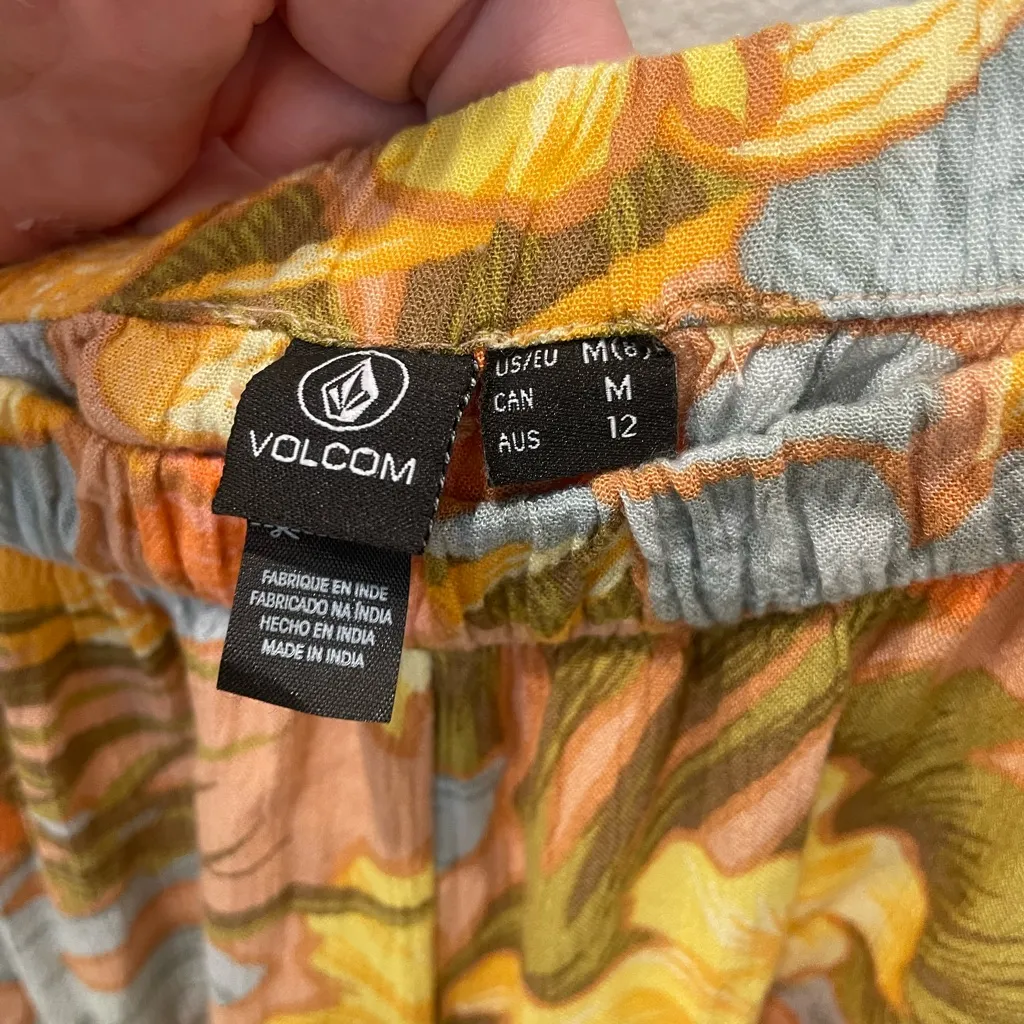 VOLCOM
US/EU M(8)
CAN M
AUS 12
FABRIQUE EN INDE
FABRICADO NA ÍNDIA
HECHO EN INDIA
MADE IN INDIA